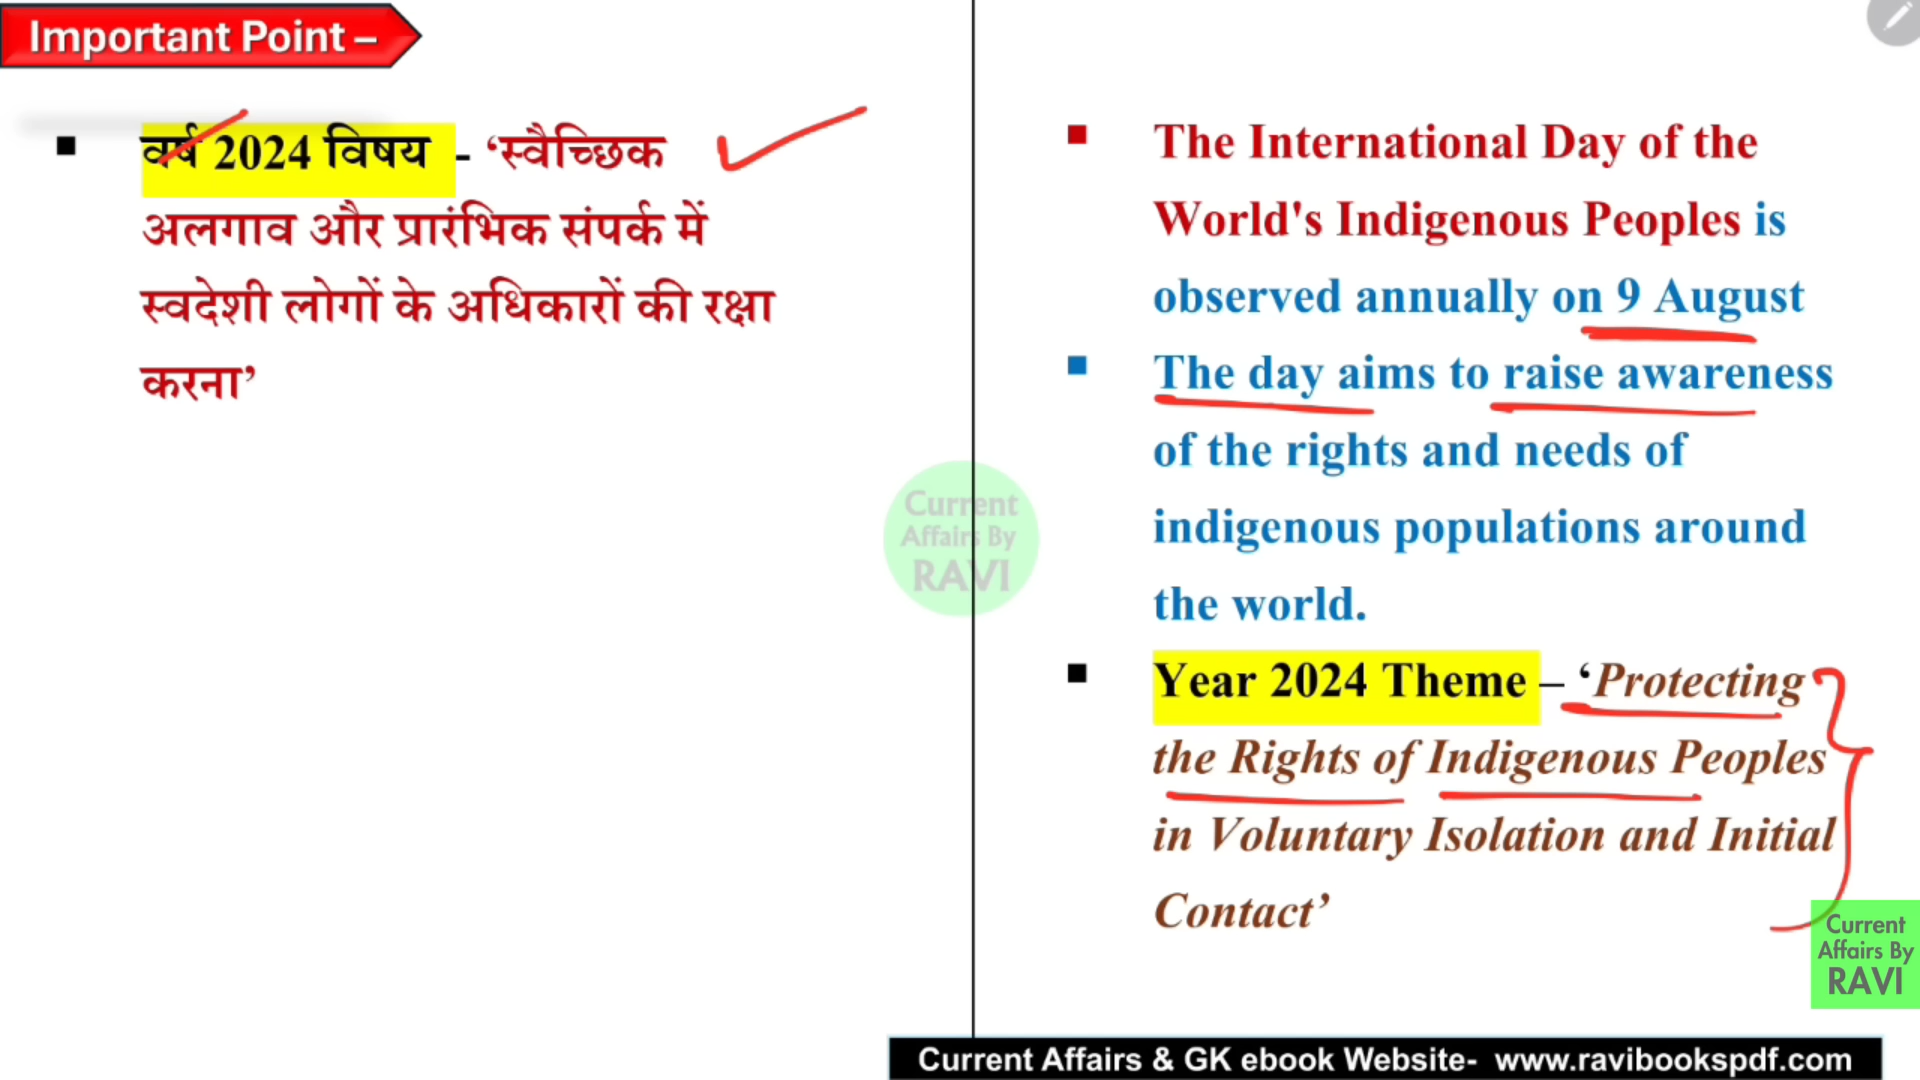 Important Point –
▪ वर्ष 2024 विषय - ‘स्वैच्छिक
अलगाव और प्रारंभिक संपर्क में
स्वदेशी लोगों के अधिकारों की रक्षा
करना’
▪ The International Day of the
World's Indigenous Peoples is
observed annually on 9 August
▪ The day aims to raise awareness
of the rights and needs of
indigenous populations around
the world.
▪ Year 2024 Theme – ‘Protecting
the Rights of Indigenous Peoples
in Voluntary Isolation and Initial
Contact’
Current
Affairs By
RAVI
Current
Affairs By
RAVI
Current Affairs & GK ebook Website- www.ravibookspdf.com